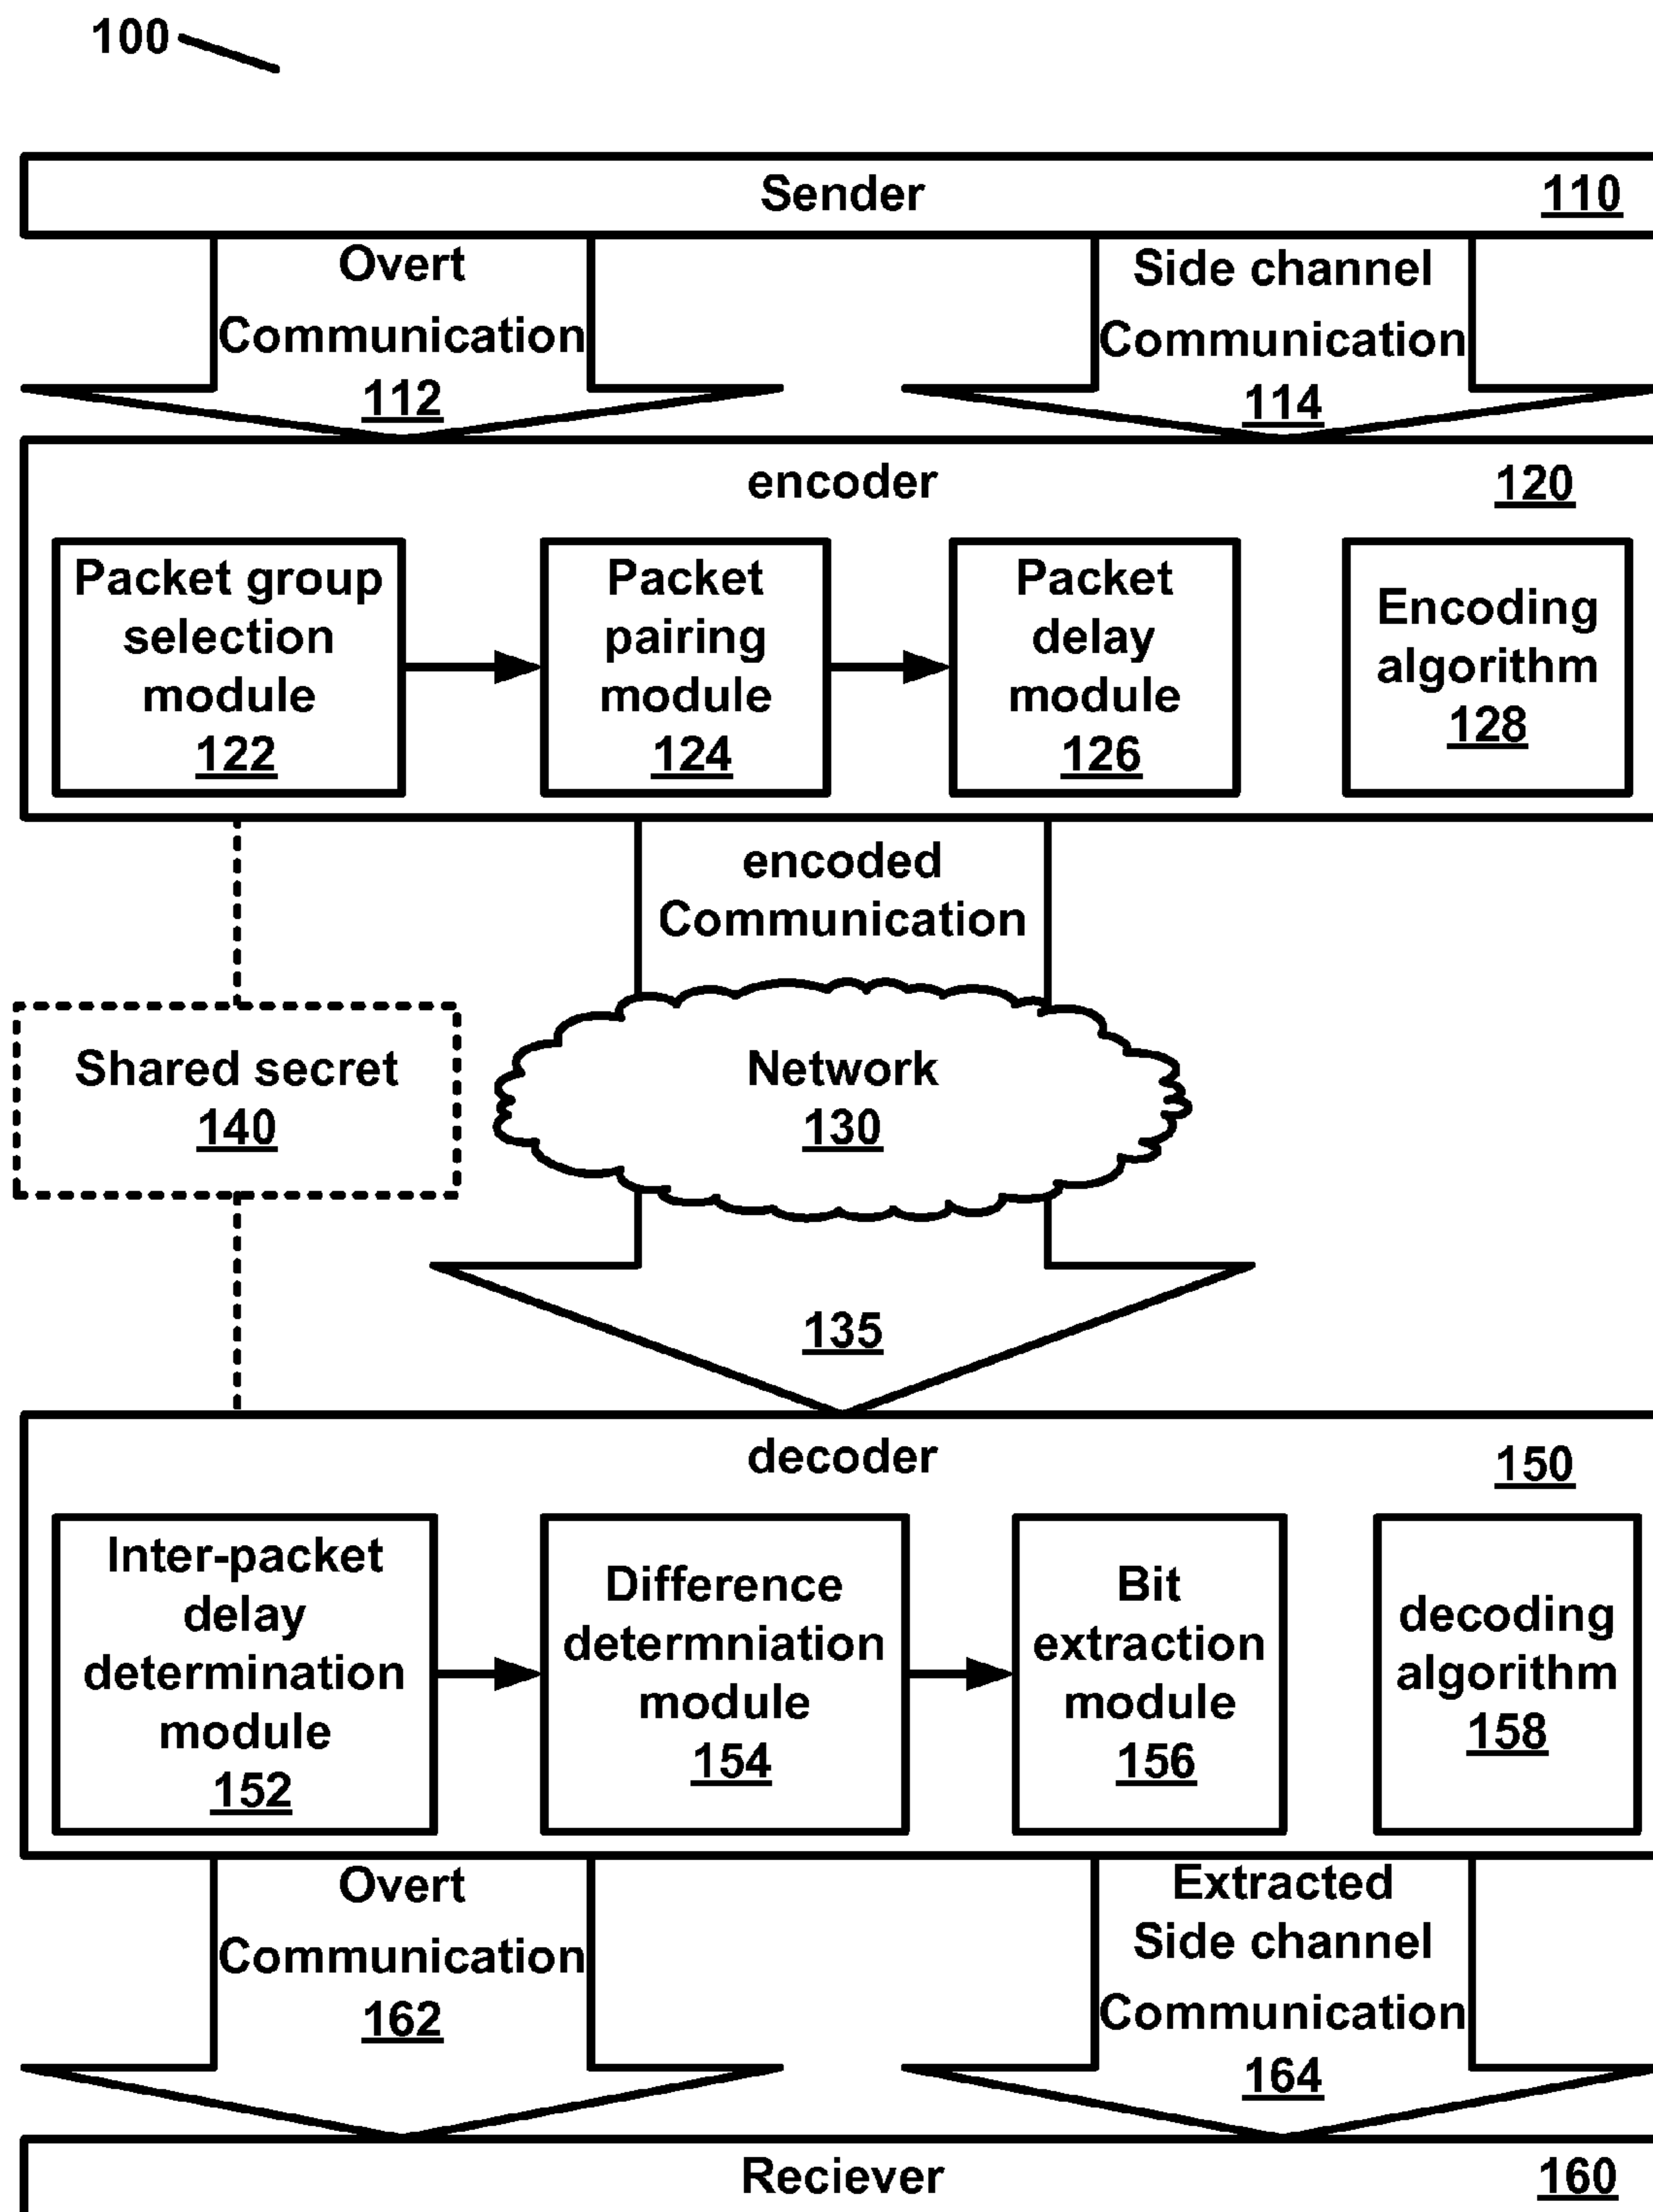 100
Sender 110
Overt
Communication
112
Side channel
Communication
114
encoder 120
Packet group
selection
module
122
Packet
pairing
module
124
Packet
delay
module
126
Encoding
algorithm
128
encoded
Communication
Shared secret
140
Network
130
135
decoder 150
Inter-packet
delay
determination
module
152
Difference
determniation
module
154
Bit
extraction
module
156
decoding
algorithm
158
Overt
Communication
162
Extracted
Side channel
Communication
164
Reciever 160